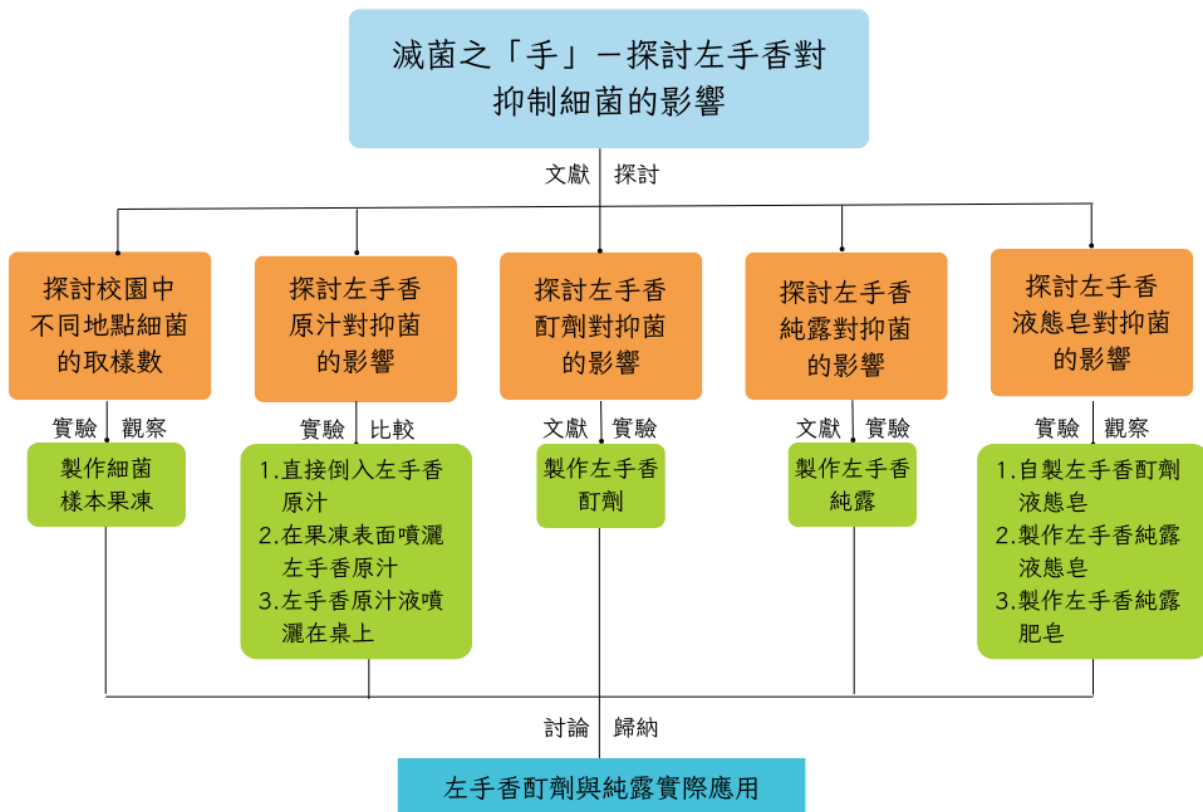 滅菌之「手」－探討左手香對
抑制細菌的影響
文獻 探討
探討校園中
不同地點細菌
的取樣數
探討左手香
原汁對抑菌
的影響
探討左手香
酊劑對抑菌
的影響
探討左手香
純露對抑菌
的影響
探討左手香
液態皂對抑菌
的影響
實驗 觀察
實驗 比較
文獻 實驗
文獻 實驗
實驗 觀察
製作細菌
樣本果凍
1.直接倒入左手香
原汁
2.在果凍表面噴灑
左手香原汁
3.左手香原汁液噴
灑在桌上
製作左手香
酊劑
製作左手香
純露
1.自製左手香酊劑
液態皂
2.製作左手香純露
液態皂
3.製作左手香純露
肥皂
討論 歸納
左手香酊劑與純露實際應用